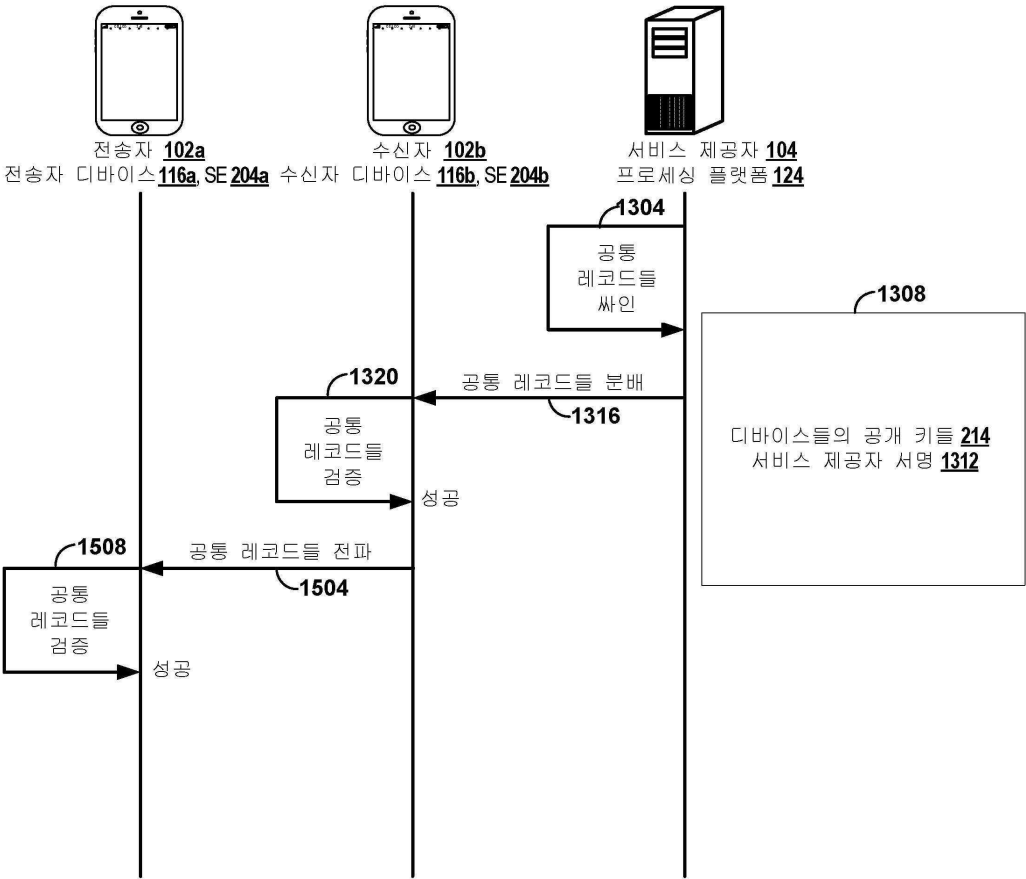 전송자 102a
전송자 디바이스 116a, SE 204a
수신자 102b
수신자 디바이스 116b, SE 204b
서비스 제공자 104
프로세싱 플랫폼 124
1304
공통
레코드들
싸인
1308
디바이스들의 공개 키들 214
서비스 제공자 서명 1312
공통 레코드들 분배
1316
1320
공통
레코드들
검증
성공
공통 레코드들 전파
1504
1508
공통
레코드들
검증
성공